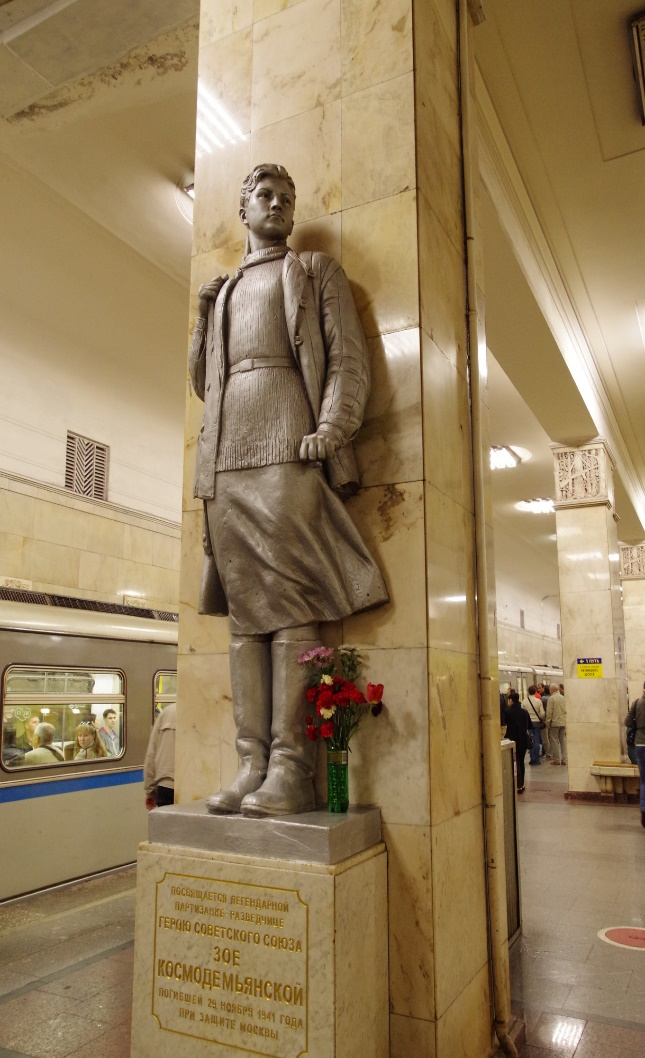 ПОСВЯЩАЕТСЯ ЛЕГЕНДАРНОЙ
ПАРТИЗАНКЕ-РАЗВЕДЧИЦЕ
ГЕРОЮ СОВЕТСКОГО СОЮЗА
ЗОЕ
КОСМОДЕМЬЯНСКОЙ
ПОГИБШЕЙ 29 НОЯБРЯ 1941 ГОДА
ПРИ ЗАЩИТЕ МОСКВЫ